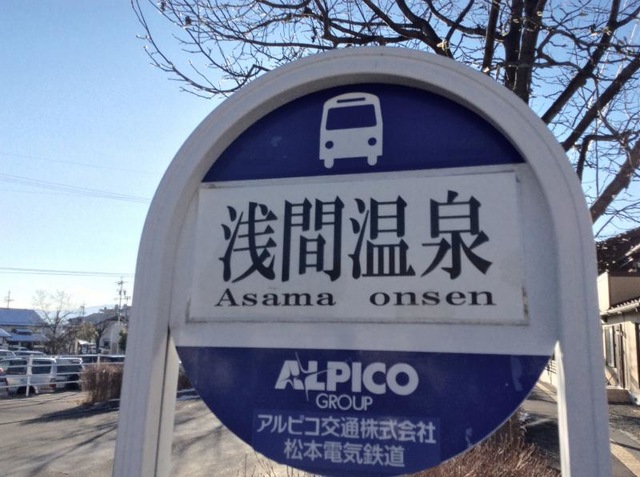 浅間温泉
Asama onsen
ALPICO
GROUP
アルピコ交通株式会社
松本電気鉄道